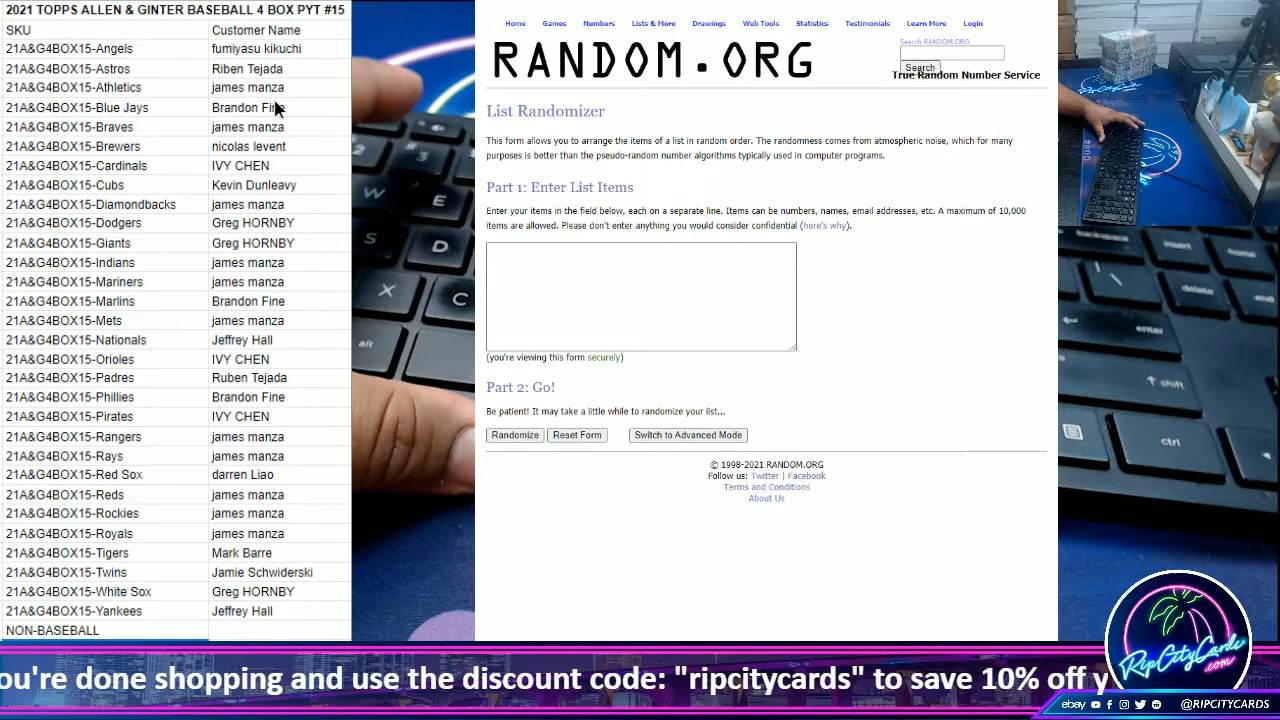 2021 TOPPS ALLEN & GINTER BASEBALL 4 BOX PYT #15
SKU Customer Name
21A&G4BOX15-Angels fumiyasu kikuchi
21A&G4BOX15-Astros Riben Tejada
21A&G4BOX15-Athletics james manza
21A&G4BOX15-Blue Jays Brandon Fine
21A&G4BOX15-Braves james manza
21A&G4BOX15-Brewers nicolas levent
21A&G4BOX15-Cardinals IVY CHEN
21A&G4BOX15-Cubs Kevin Dunleavy
21A&G4BOX15-Diamondbacks james manza
21A&G4BOX15-Dodgers Greg HORNBY
21A&G4BOX15-Giants Greg HORNBY
21A&G4BOX15-Indians james manza
21A&G4BOX15-Mariners james manza
21A&G4BOX15-Marlins Brandon Fine
21A&G4BOX15-Mets james manza
21A&G4BOX15-Nationals Jeffrey Hall
21A&G4BOX15-Orioles IVY CHEN
21A&G4BOX15-Padres Ruben Tejada
21A&G4BOX15-Phillies Brandon Fine
21A&G4BOX15-Pirates IVY CHEN
21A&G4BOX15-Rangers james manza
21A&G4BOX15-Rays james manza
21A&G4BOX15-Red Sox darren Liao
21A&G4BOX15-Reds james manza
21A&G4BOX15-Rockies james manza
21A&G4BOX15-Royals james manza
21A&G4BOX15-Tigers Mark Barre
21A&G4BOX15-Twins Jamie Schwiderski
21A&G4BOX15-White Sox Greg HORNBY
21A&G4BOX15-Yankees Jeffrey Hall
NON-BASEBALL
Home Games Numbers Lists & More Drawings Web Tools Statistics Testimonials Learn More Login
RANDOM.ORG
Search RANDOM.ORG
Search
True Random Number Service
List Randomizer
This form allows you to arrange the items of a list in random order. The randomness comes from atmospheric noise, which for many
purposes is better than the pseudo-random number algorithms typically used in computer programs.
Part 1: Enter List Items
Enter your items in the field below, each on a separate line. Items can be numbers, names, email addresses, etc. A maximum of 10,000
items are allowed. Please don't enter anything you would consider confidential (here's why).
(you're viewing this form securely)
Part 2: Go!
Be patient! It may take a little while to randomize your list...
Randomize Reset Form Switch to Advanced Mode
© 1998-2021 RANDOM.ORG
Follow us: Twitter | Facebook
Terms and Conditions
About Us
W
S
D
X
C
alt
enter
shift
ctrl
ou're done shopping and use the discount code: "ripcitycards" to save 10% off y
RipCityCards
.com
ebay @RIPCITYCARDS